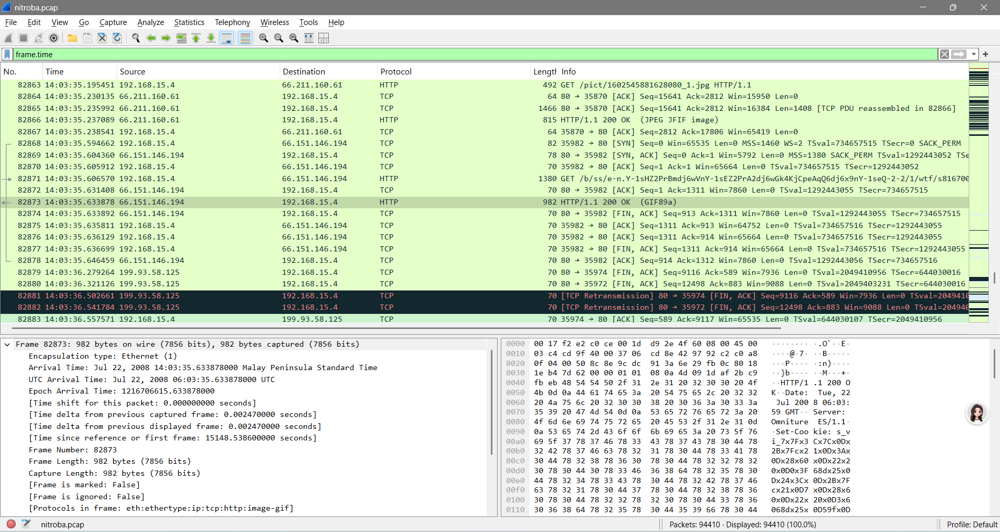 nitroba.pcap
File Edit View Go Capture Analyze Statistics Telephony Wireless Tools Help
frame.time
No. Time Source Destination Protocol Length Info
82863 14:03:35.195451 192.168.15.4 66.211.160.61 HTTP 492 GET /pict/1602545881628080_1.jpg HTTP/1.1
82864 14:03:35.230135 66.211.160.61 192.168.15.4 TCP 64 80 → 35870 [ACK] Seq=15641 Ack=2812 Win=15950 Len=0
82865 14:03:35.235992 66.211.160.61 192.168.15.4 TCP 1466 80 → 35870 [ACK] Seq=15641 Ack=2812 Win=16384 Len=1408 [TCP PDU reassembled in 82866]
82866 14:03:35.237089 66.211.160.61 192.168.15.4 HTTP 815 HTTP/1.1 200 OK (JPEG JFIF image)
82867 14:03:35.238541 192.168.15.4 66.211.160.61 TCP 64 35870 → 80 [ACK] Seq=2812 Ack=17806 Win=65419 Len=0
82868 14:03:35.594662 192.168.15.4 66.151.146.194 TCP 82 35982 → 80 [SYN] Seq=0 Win=65535 Len=0 MSS=1460 WS=2 TSval=734657515 TSecr=0 SACK_PERM
82869 14:03:35.604360 66.151.146.194 192.168.15.4 TCP 78 80 → 35982 [SYN, ACK] Seq=0 Ack=1 Win=5792 Len=0 MSS=1380 SACK_PERM TSval=1292443052 TSe
82870 14:03:35.605912 192.168.15.4 66.151.146.194 TCP 70 35982 → 80 [ACK] Seq=1 Ack=1 Win=65664 Len=0 TSval=734657515 TSecr=1292443052
82871 14:03:35.606570 192.168.15.4 66.151.146.194 HTTP 1380 GET /b/ss/e-n.Y-1sHZ2PrBmdj6wVnY-1sEZ2PrA2dj6wGk4KjCpeAqQ6dj6x9nY-1seQ-2-2/1/wtf/s816700
82872 14:03:35.631408 66.151.146.194 192.168.15.4 TCP 70 80 → 35982 [ACK] Seq=1 Ack=1311 Win=7860 Len=0 TSval=1292443055 TSecr=734657515
82873 14:03:35.633878 66.151.146.194 192.168.15.4 HTTP 982 HTTP/1.1 200 OK (GIF89a)
82874 14:03:35.633892 66.151.146.194 192.168.15.4 TCP 70 80 → 35982 [FIN, ACK] Seq=913 Ack=1311 Win=7860 Len=0 TSval=1292443055 TSecr=734657515
82875 14:03:35.635811 192.168.15.4 66.151.146.194 TCP 70 35982 → 80 [ACK] Seq=1311 Ack=913 Win=64752 Len=0 TSval=734657516 TSecr=1292443055
82876 14:03:35.636129 192.168.15.4 66.151.146.194 TCP 70 35982 → 80 [ACK] Seq=1311 Ack=914 Win=65664 Len=0 TSval=734657516 TSecr=1292443055
82877 14:03:35.636699 192.168.15.4 66.151.146.194 TCP 70 35982 → 80 [FIN, ACK] Seq=1311 Ack=914 Win=65664 Len=0 TSval=734657516 TSecr=1292443055
82878 14:03:35.646459 66.151.146.194 192.168.15.4 TCP 70 80 → 35982 [ACK] Seq=914 Ack=1312 Win=7860 Len=0 TSval=1292443056 TSecr=734657516
82879 14:03:36.279264 199.93.58.125 192.168.15.4 TCP 70 80 → 35974 [FIN, ACK] Seq=9116 Ack=589 Win=7936 Len=0 TSval=2049410956 TSecr=644030016
82880 14:03:36.321126 199.93.58.125 192.168.15.4 TCP 70 80 → 35972 [FIN, ACK] Seq=12498 Ack=883 Win=9088 Len=0 TSval=2049403231 TSecr=644030016
82881 14:03:36.502661 199.93.58.125 192.168.15.4 TCP 70 [TCP Retransmission] 80 → 35974 [FIN, ACK] Seq=9116 Ack=589 Win=7936 Len=0 TSval=2049410
82882 14:03:36.541784 199.93.58.125 192.168.15.4 TCP 70 [TCP Retransmission] 80 → 35972 [FIN, ACK] Seq=12498 Ack=883 Win=9088 Len=0 TSval=204940
82883 14:03:36.557571 192.168.15.4 199.93.58.125 TCP 70 35974 → 80 [ACK] Seq=589 Ack=9117 Win=65535 Len=0 TSval=644030107 TSecr=2049410956
Frame 82873: 982 bytes on wire (7856 bits), 982 bytes captured (7856 bits)
Encapsulation type: Ethernet (1)
Arrival Time: Jul 22, 2008 14:03:35.633878000 Malay Peninsula Standard Time
UTC Arrival Time: Jul 22, 2008 06:03:35.633878000 UTC
Epoch Arrival Time: 1216706615.633878000
[Time shift for this packet: 0.000000000 seconds]
[Time delta from previous captured frame: 0.002470000 seconds]
[Time delta from previous displayed frame: 0.002470000 seconds]
[Time since reference or first frame: 15148.538600000 seconds]
Frame Number: 82873
Frame Length: 982 bytes (7856 bits)
Capture Length: 982 bytes (7856 bits)
[Frame is marked: False]
[Frame is ignored: False]
[Protocols in frame: eth:ethertype:ip:tcp:http:image-gif]
0000 00 17 f2 e2 c0 ce 00 1d d9 2e 4f 60 08 00 45 00 ········ ·.O`··E·
0010 03 c4 cd 9f 40 00 37 06 cd 8e 42 97 92 c2 c0 a8 ····@·7· ··B·····
0020 0f 04 00 50 8c 8e 9c dc 91 3a 6e 29 fb 0c 80 18 ···P···· ·:n)····
0030 1e b4 7d 62 00 00 01 01 08 0a 4d 09 1d af 2b c9 ··}b···· ··M···+·
0040 fb eb 48 54 54 50 2f 31 2e 31 20 32 30 30 20 4f ··HTTP/1 .1 200 O
0050 4b 0d 0a 44 61 74 65 3a 20 54 75 65 2c 20 32 32 K··Date: Tue, 22
0060 20 4a 75 6c 20 32 30 30 38 20 30 36 3a 30 33 3a Jul 200 8 06:03:
0070 35 39 20 47 4d 54 0d 0a 53 65 72 76 65 72 3a 20 59 GMT·· Server:
0080 4f 6d 6e 69 74 75 72 65 20 45 53 2f 31 2e 31 0d Omniture ES/1.1·
0090 0a 53 65 74 2d 43 6f 6f 6b 69 65 3a 20 73 5f 76 ·Set-Coo kie: s_v
00a0 69 5f 37 78 37 46 78 33 43 78 37 43 78 30 44 78 i_7x7Fx3 Cx7Cx0Dx
00b0 32 42 78 37 46 63 78 32 31 78 30 44 78 33 41 78 2Bx7Fcx2 1x0Dx3Ax
00c0 30 44 78 32 38 78 36 30 78 30 44 78 32 32 78 32 0Dx28x60 x0Dx22x2
00d0 30 78 30 44 30 78 33 46 36 38 64 78 32 35 78 30 0x0D0x3F 68dx25x0
00e0 44 78 32 34 78 33 43 78 30 44 78 32 42 78 37 46 Dx24x3Cx 0Dx2Bx7F
00f0 63 78 32 31 78 30 44 37 78 30 44 78 32 38 78 36 cx21x0D7 x0Dx28x6
0100 30 78 30 44 78 32 32 78 32 30 78 30 44 33 78 36 0x0Dx22x 20x0D3x6
0110 30 36 38 64 78 32 35 78 30 44 35 39 66 78 30 44 068dx25x 0D59fx0D
nitroba.pcap Packets: 94410 · Displayed: 94410 (100.0%) Profile: Default